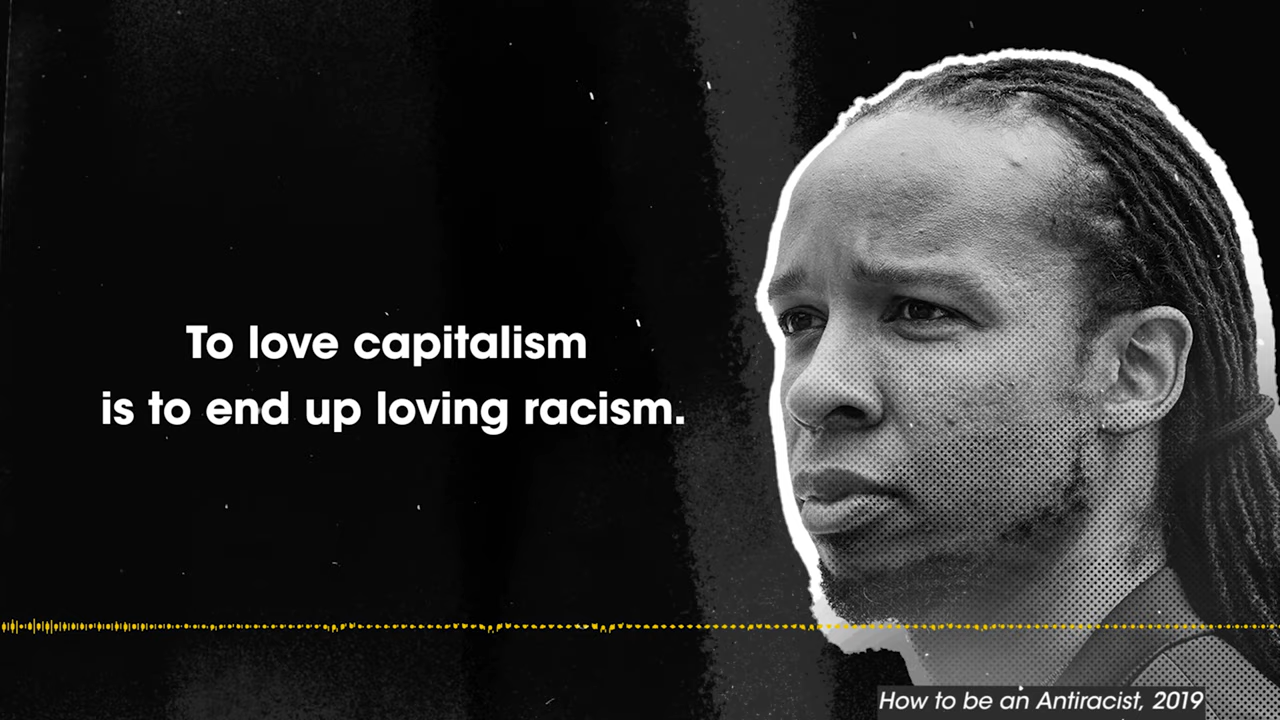 To love capitalism
is to end up loving racism.
How to be an Antiracist, 2019